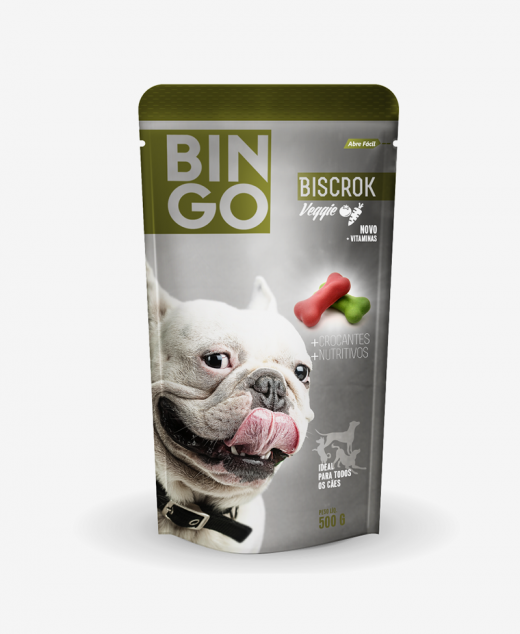 BIN
GO
Abre Fácil
BISCROK
Veggie
NOVO
+ VITAMINAS
+CROCANTES
+NUTRITIVOS
IDEAL
PARA TODOS
OS CÃES
500 G